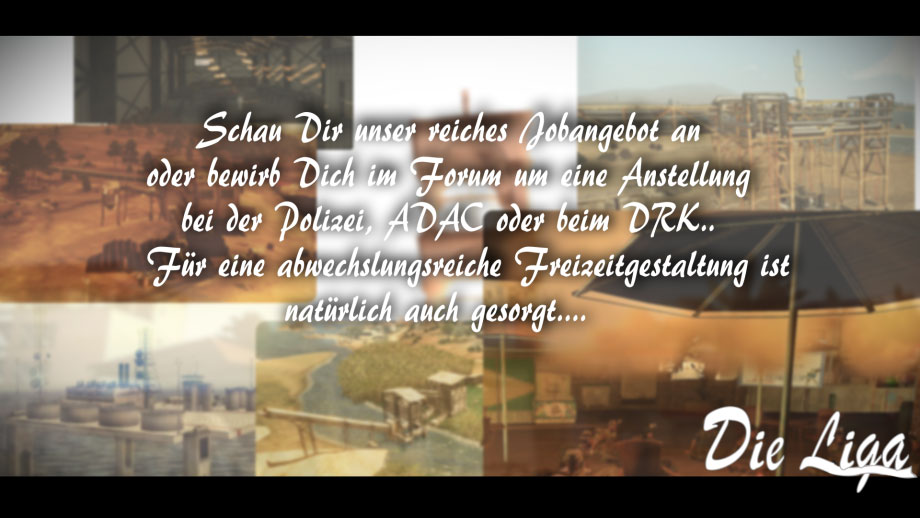 Schau Dir unser reiches Jobangebot an
oder bewirb Dich im Forum um eine Anstellung
bei der Polizei, ADAC oder beim DRK..
Für eine abwechslungsreiche Freizeitgestaltung ist
natürlich auch gesorgt....
Die Liga